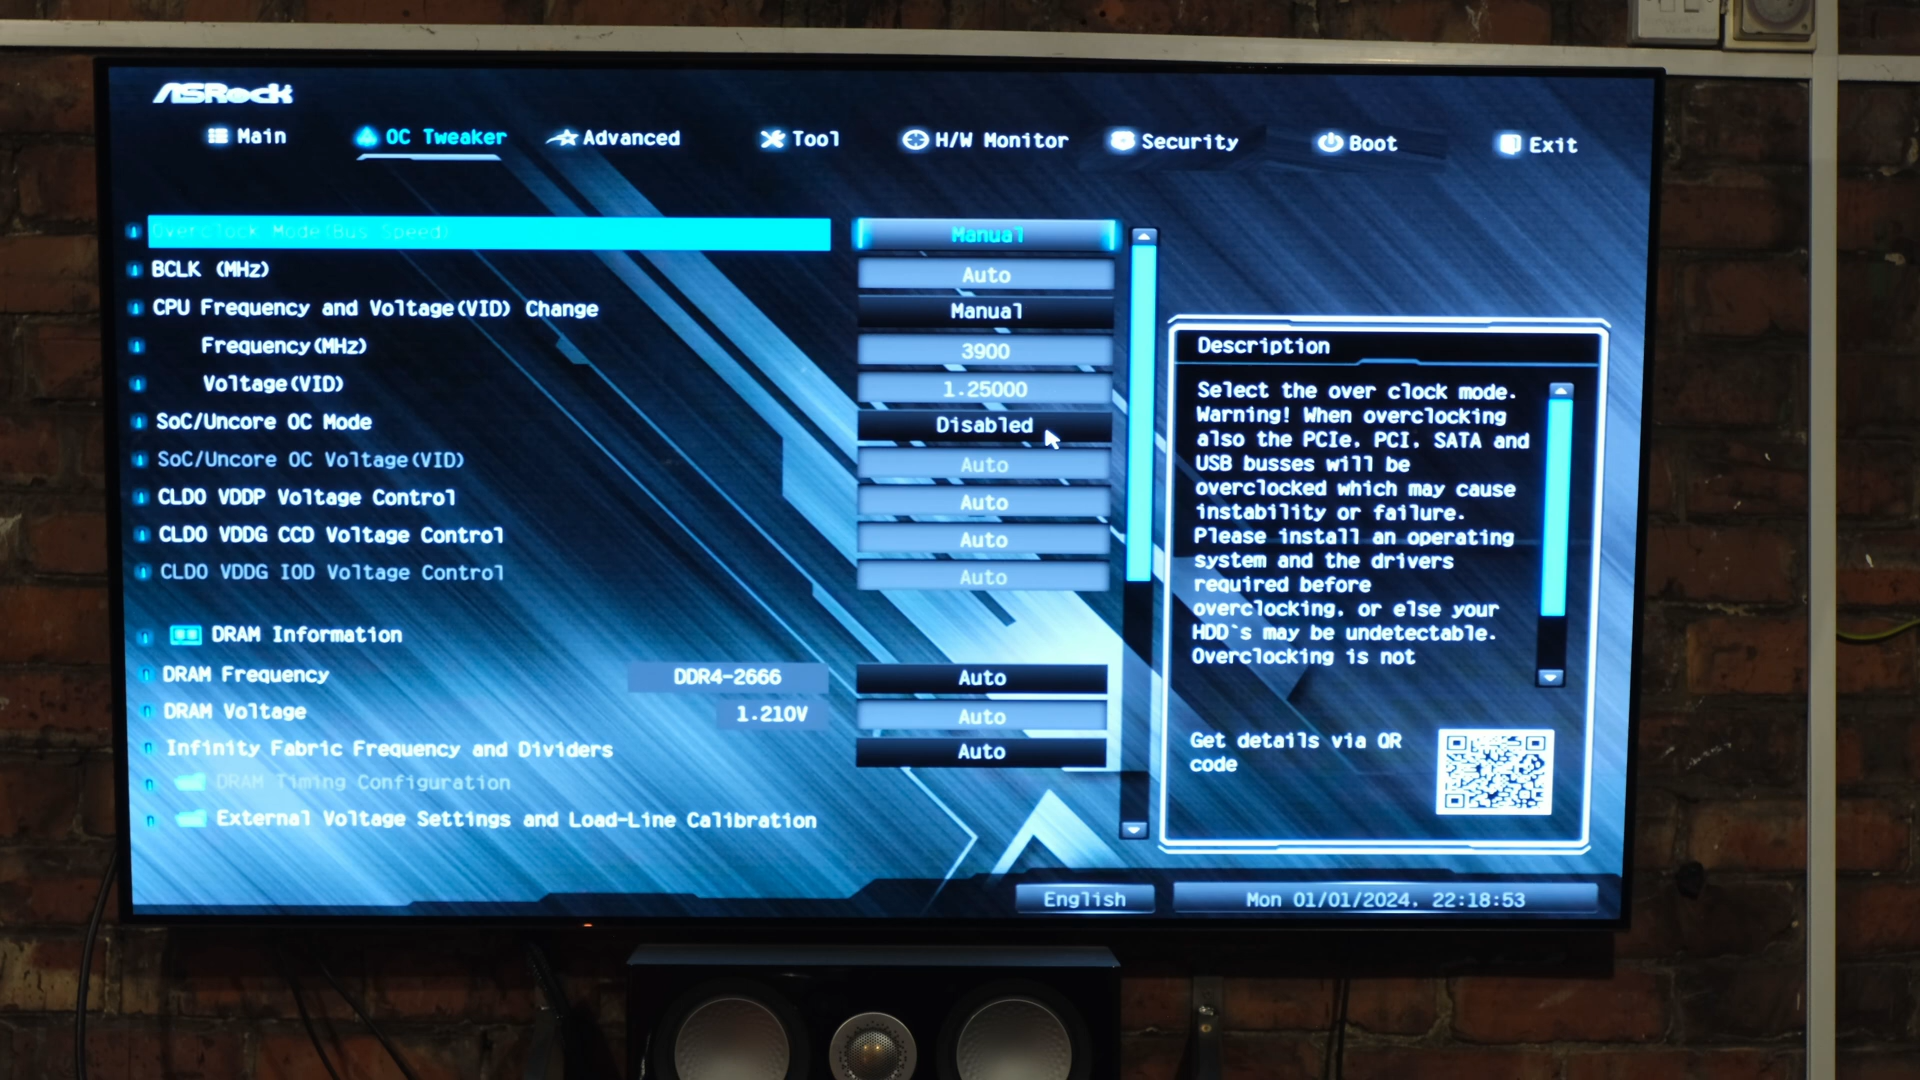 ASRock
Main OC Tweaker Advanced Tool H/W Monitor Security Boot Exit
Overclock Mode(Bus Speed) Manual
BCLK (MHz) Auto
CPU Frequency and Voltage(VID) Change Manual
Frequency(MHz) 3900
Voltage(VID) 1.25000
SoC/Uncore OC Mode Disabled
SoC/Uncore OC Voltage(VID) Auto
CLDO VDDP Voltage Control Auto
CLDO VDDG CCD Voltage Control Auto
CLDO VDDG IOD Voltage Control Auto
DRAM Information
DRAM Frequency DDR4-2666 Auto
DRAM Voltage 1.210V Auto
Infinity Fabric Frequency and Dividers Auto
DRAM Timing Configuration
External Voltage Settings and Load-Line Calibration
Description
Select the over clock mode.
Warning! When overclocking
also the PCIe, PCI, SATA and
USB busses will be
overclocked which may cause
instability or failure.
Please install an operating
system and the drivers
required before
overclocking, or else your
HDD`s may be undetectable.
Overclocking is not
Get details via QR
code
English Mon 01/01/2024, 22:18:53